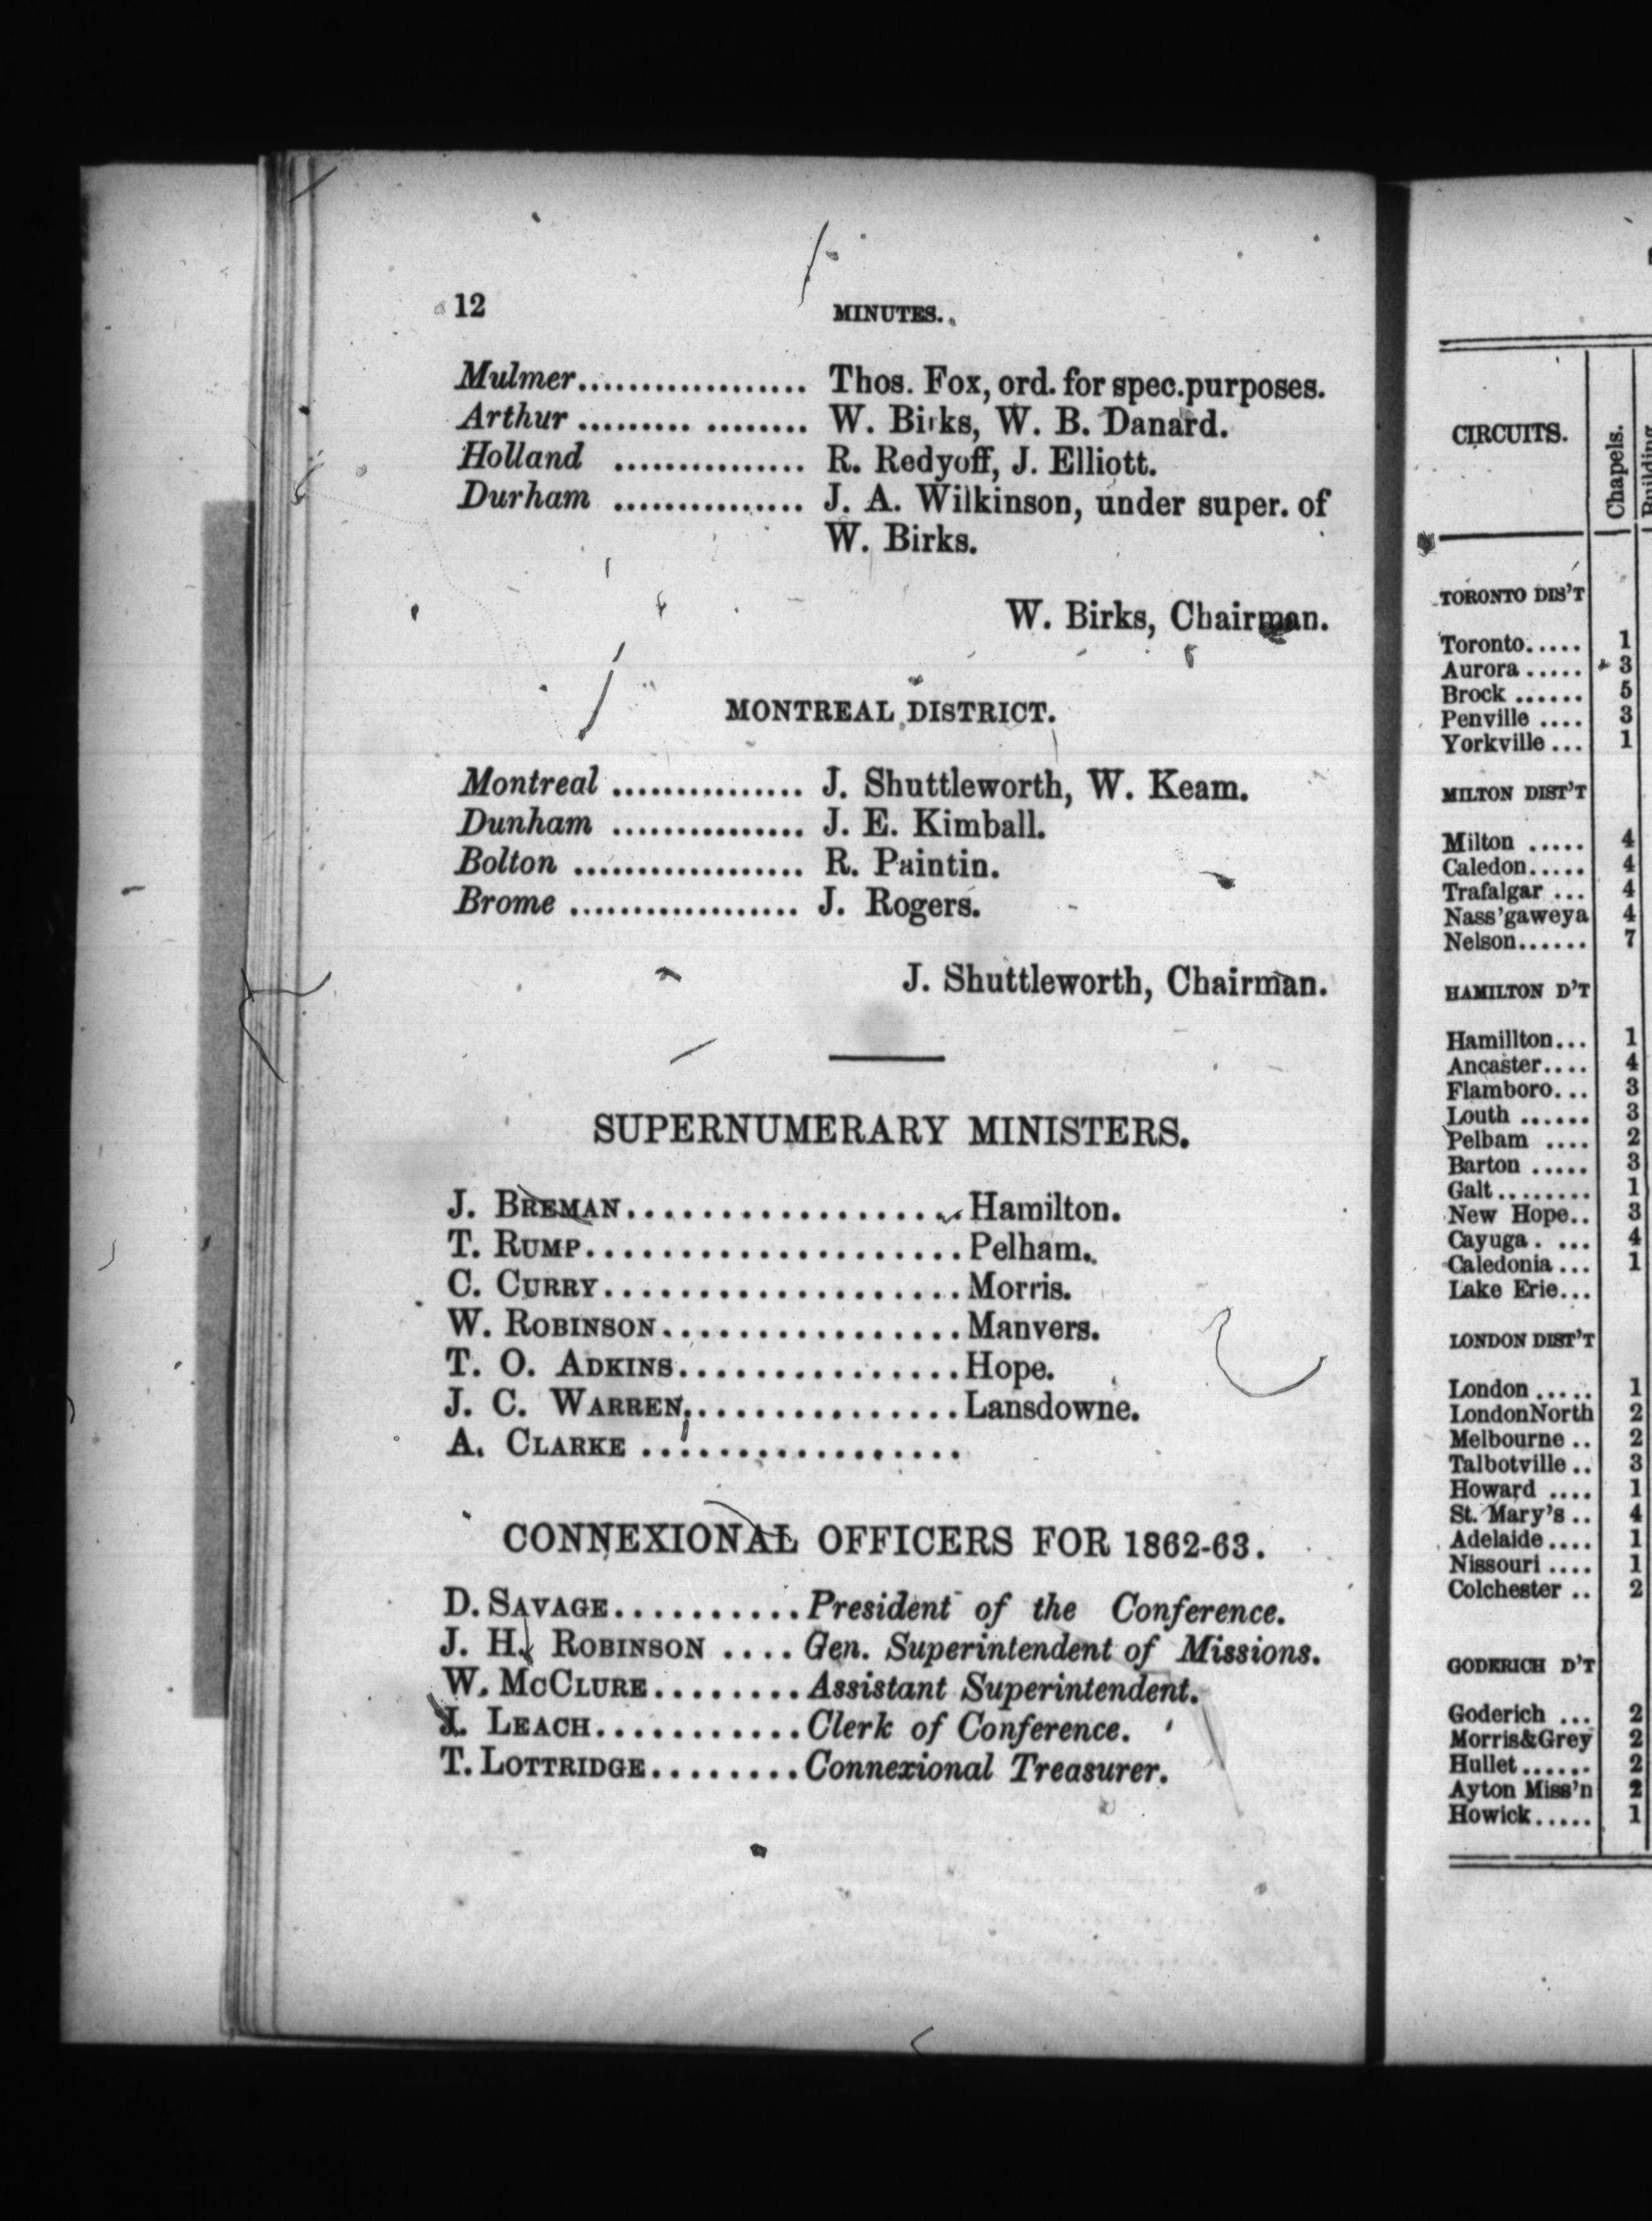 12 MINUTES.
Mulmer.................. Thos. Fox, ord. for spec. purposes.
Arthur ......... ........ W. Birks, W. B. Danard.
Holland ............... R. Redyoff, J. Elliott.
Durham ............... J. A. Wilkinson, under super. of
W. Birks.
W. Birks, Chairman.
MONTREAL DISTRICT.
Montreal ............... J. Shuttleworth, W. Keam.
Dunham ............... J. E. Kimball.
Bolton .................. R. Paintin.
Brome .................. J. Rogers.
J. Shuttleworth, Chairman.
SUPERNUMERARY MINISTERS.
J. BREMAN..................Hamilton.
T. RUMP....................Pelham.
C. CURRY...................Morris.
W. ROBINSON................Manvers.
T. O. ADKINS...............Hope.
J. C. WARREN...............Lansdowne.
A. CLARKE .................
CONNEXIONAL OFFICERS FOR 1862-63.
D. SAVAGE..........President of the Conference.
J. H. ROBINSON ....Gen. Superintendent of Missions.
W. MCCLURE........Assistant Superintendent.
J. LEACH...........Clerk of Conference.
T. LOTTRIDGE........Connexional Treasurer.
CIRCUITS. Chapels.
TORONTO DIS'T
Toronto..... 1
Aurora ..... 3
Brock ...... 5
Penville .... 3
Yorkville ... 1
MILTON DIST'T
Milton ..... 4
Caledon..... 4
Trafalgar ... 4
Nass'gaweya 4
Nelson...... 7
HAMILTON D'T
Hamillton... 1
Ancaster.... 4
Flamboro... 3
Louth ...... 3
Pelbam .... 2
Barton ..... 3
Galt........ 1
New Hope.. 3
Cayuga. ... 4
Caledonia ... 1
Lake Erie...
LONDON DIST'T
London ..... 1
LondonNorth 2
Melbourne .. 2
Talbotville .. 3
Howard .... 1
St. Mary's .. 4
Adelaide .... 1
Nissouri .... 1
Colchester .. 2
GODERICH D'T
Goderich ... 2
Morris&Grey 2
Hullet ...... 2
Ayton Miss'n 2
Howick..... 1